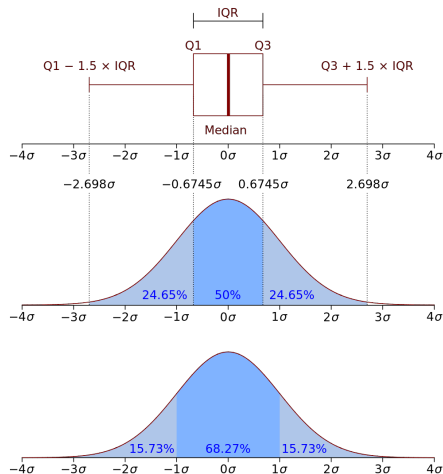 IQR
Q1 Q3
Q1 − 1.5 × IQR Q3 + 1.5 × IQR
Median
−4σ −3σ −2σ −1σ 0σ 1σ 2σ 3σ 4σ
−2.698σ −0.6745σ 0.6745σ 2.698σ
24.65% 50% 24.65%
−4σ −3σ −2σ −1σ 0σ 1σ 2σ 3σ 4σ
15.73% 68.27% 15.73%
−4σ −3σ −2σ −1σ 0σ 1σ 2σ 3σ 4σ